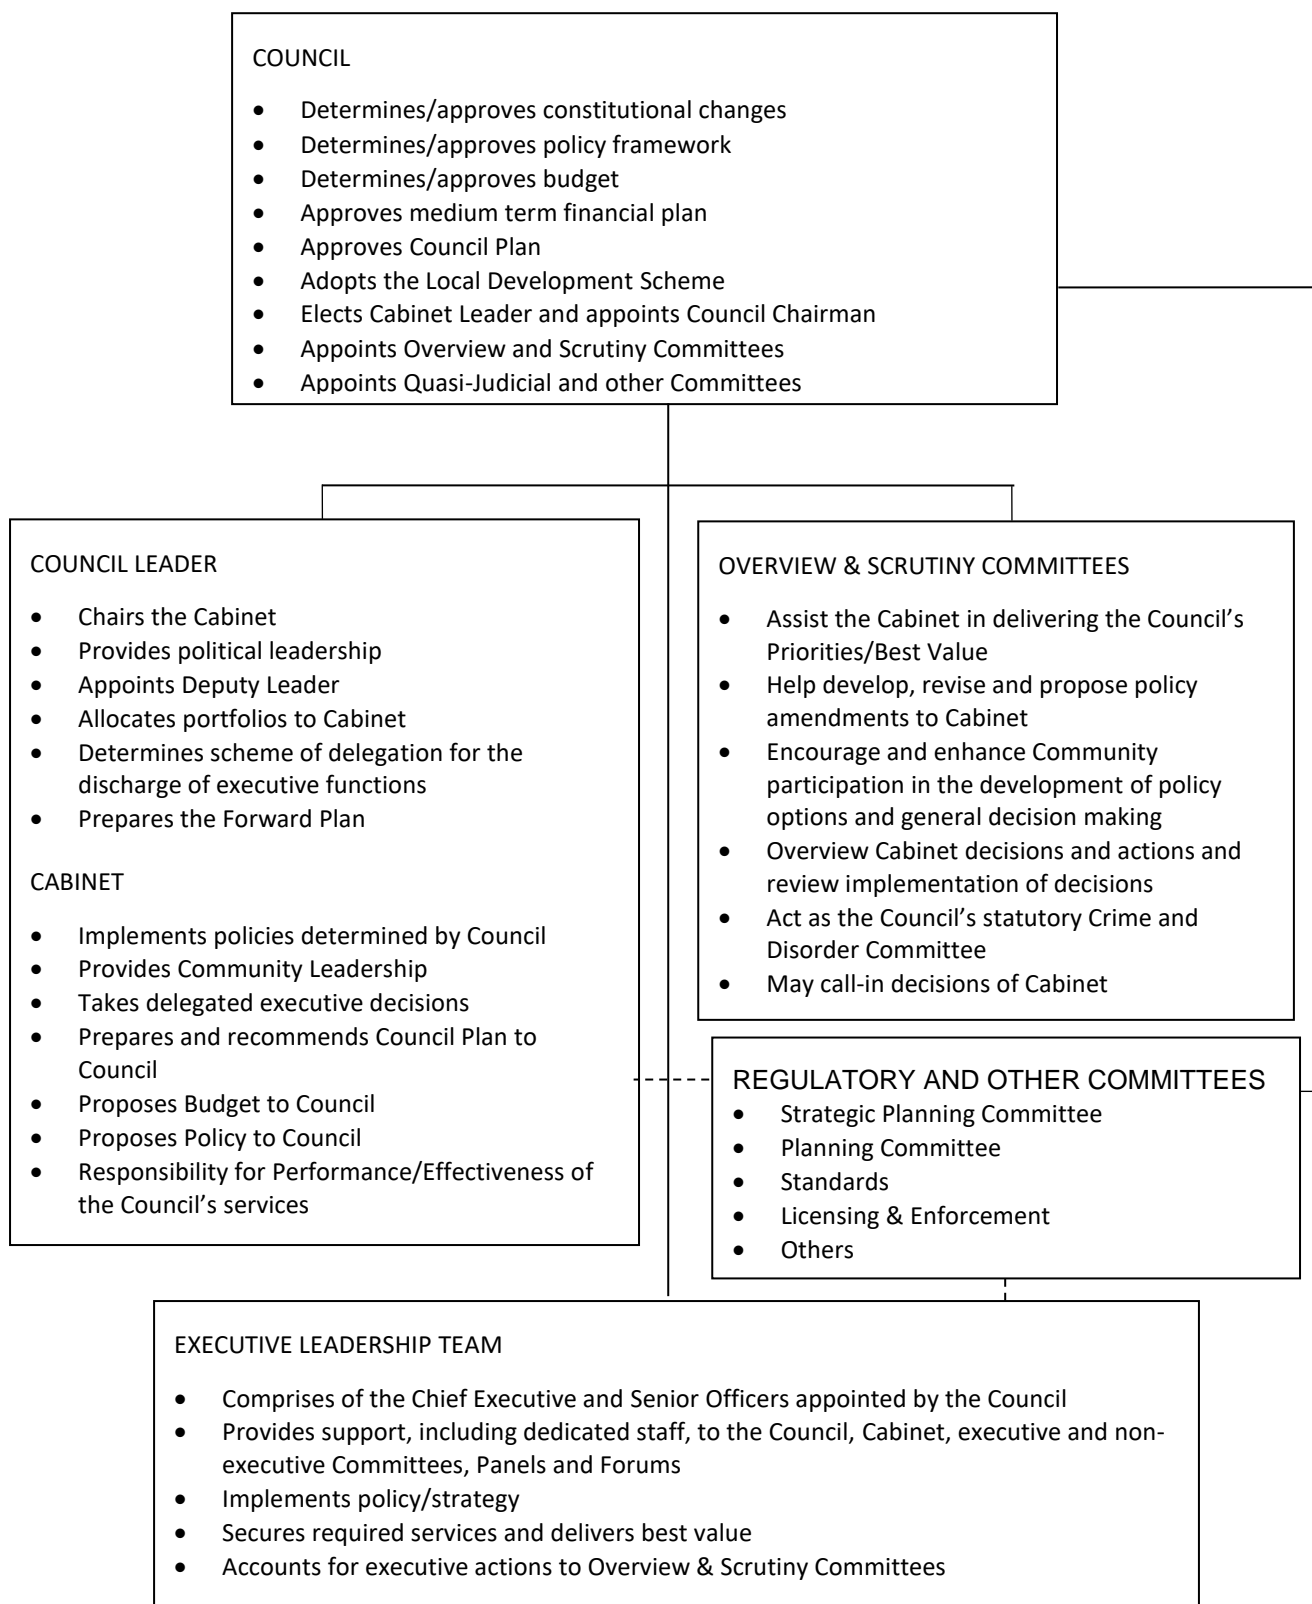 COUNCIL
• Determines/approves constitutional changes
• Determines/approves policy framework
• Determines/approves budget
• Approves medium term financial plan
• Approves Council Plan
• Adopts the Local Development Scheme
• Elects Cabinet Leader and appoints Council Chairman
• Appoints Overview and Scrutiny Committees
• Appoints Quasi-Judicial and other Committees
COUNCIL LEADER
• Chairs the Cabinet
• Provides political leadership
• Appoints Deputy Leader
• Allocates portfolios to Cabinet
• Determines scheme of delegation for the
discharge of executive functions
• Prepares the Forward Plan
CABINET
• Implements policies determined by Council
• Provides Community Leadership
• Takes delegated executive decisions
• Prepares and recommends Council Plan to
Council
• Proposes Budget to Council
• Proposes Policy to Council
• Responsibility for Performance/Effectiveness of
the Council’s services
OVERVIEW & SCRUTINY COMMITTEES
• Assist the Cabinet in delivering the Council’s
Priorities/Best Value
• Help develop, revise and propose policy
amendments to Cabinet
• Encourage and enhance Community
participation in the development of policy
options and general decision making
• Overview Cabinet decisions and actions and
review implementation of decisions
• Act as the Council’s statutory Crime and
Disorder Committee
• May call-in decisions of Cabinet
REGULATORY AND OTHER COMMITTEES
• Strategic Planning Committee
• Planning Committee
• Standards
• Licensing & Enforcement
• Others
EXECUTIVE LEADERSHIP TEAM
• Comprises of the Chief Executive and Senior Officers appointed by the Council
• Provides support, including dedicated staff, to the Council, Cabinet, executive and non-
executive Committees, Panels and Forums
• Implements policy/strategy
• Secures required services and delivers best value
• Accounts for executive actions to Overview & Scrutiny Committees